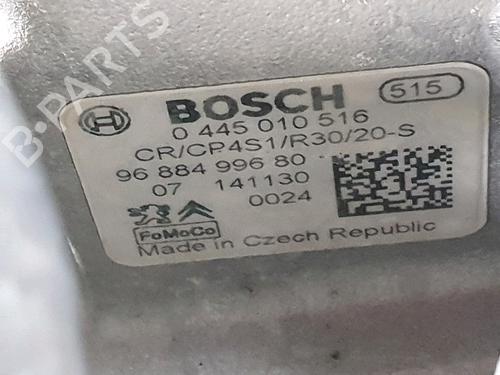 B-PARTS
BOSCH 515
0 445 010 516
CR/CP4S1/R30/20-S
96 884 996 80
07 141130
0024
FoMoCo
Made in Czech Republic